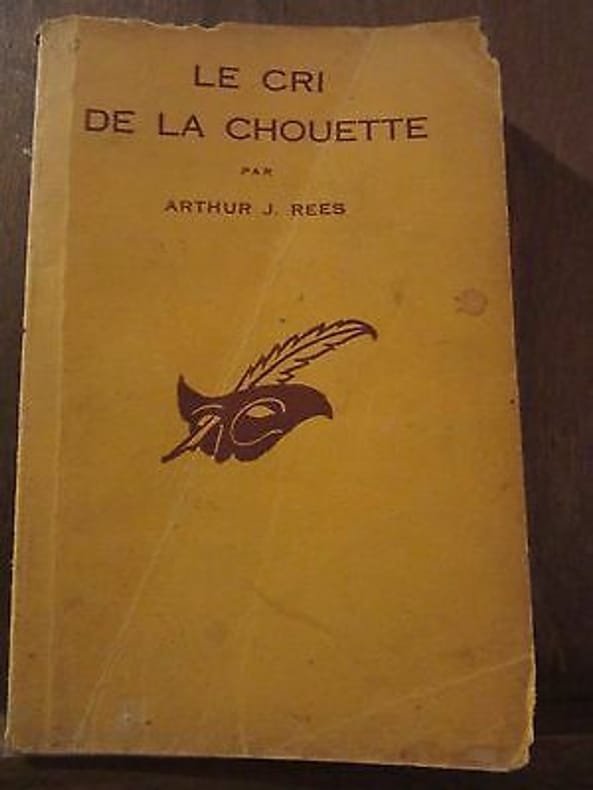 LE CRI
DE LA CHOUETTE
PAR
ARTHUR J. REES